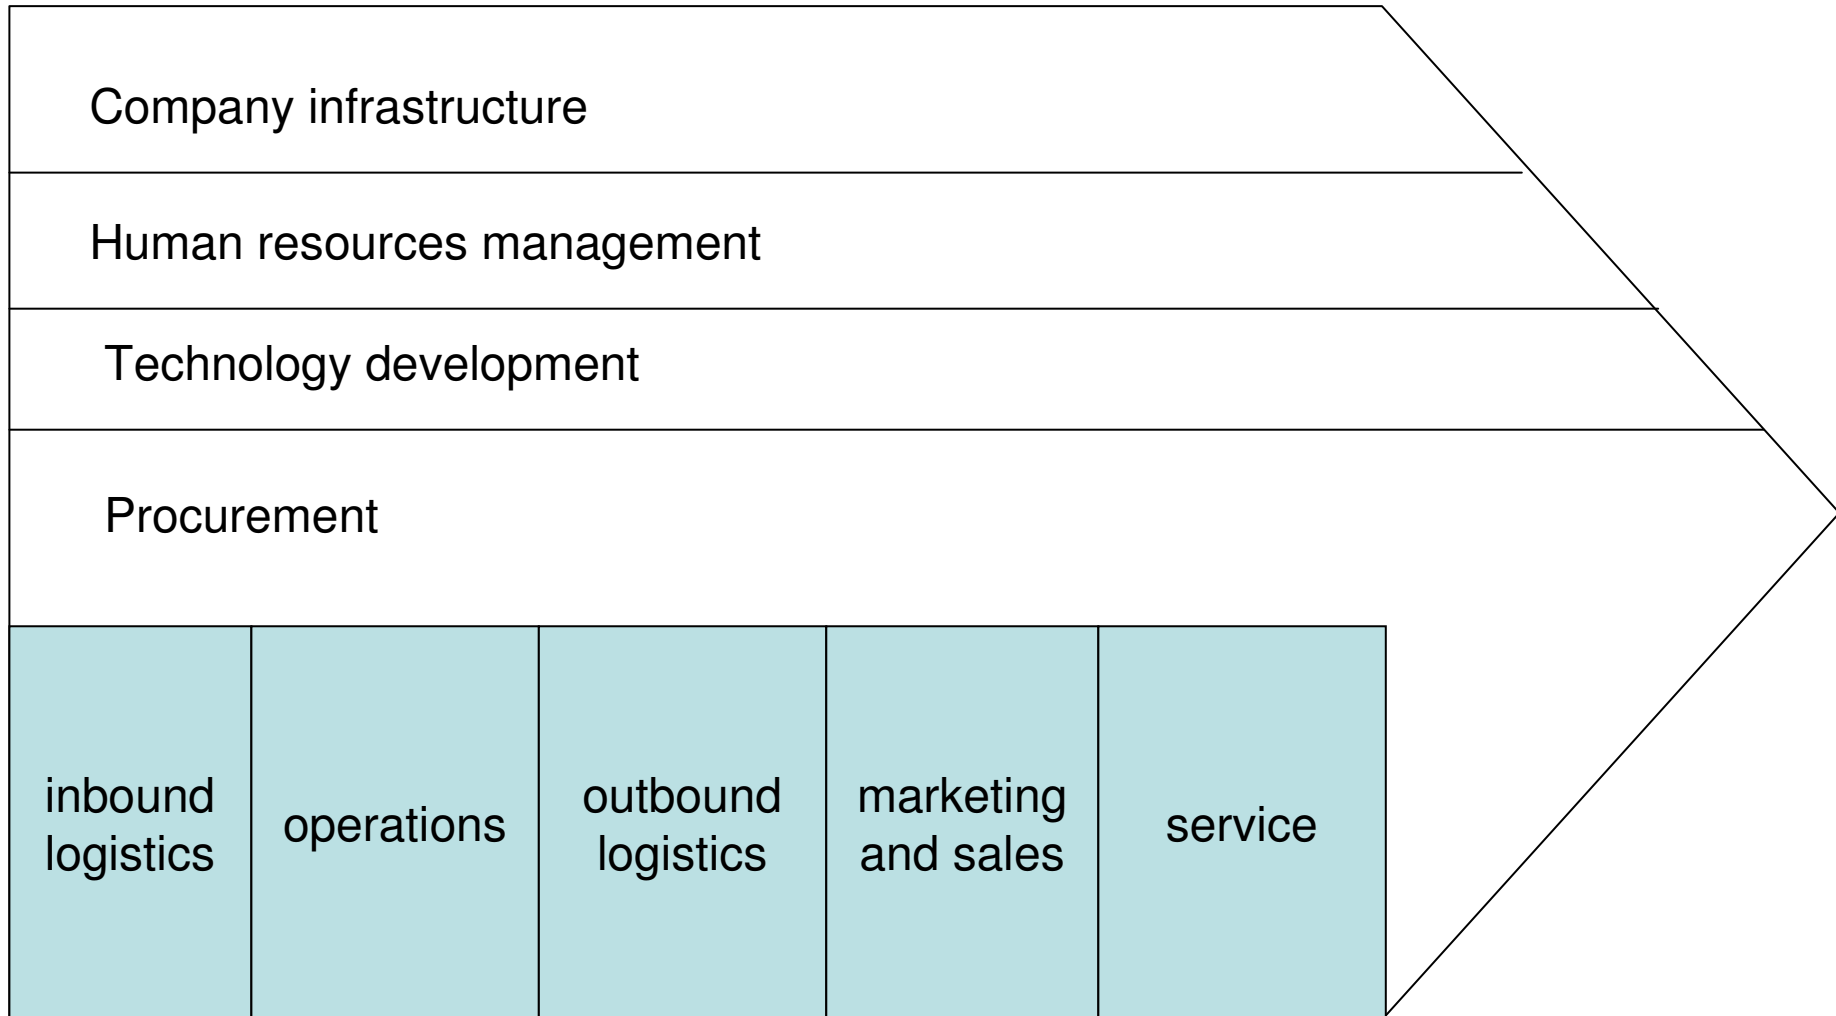 Company infrastructure
Human resources management
Technology development
Procurement
inbound
logistics
operations
outbound
logistics
marketing
and sales
service